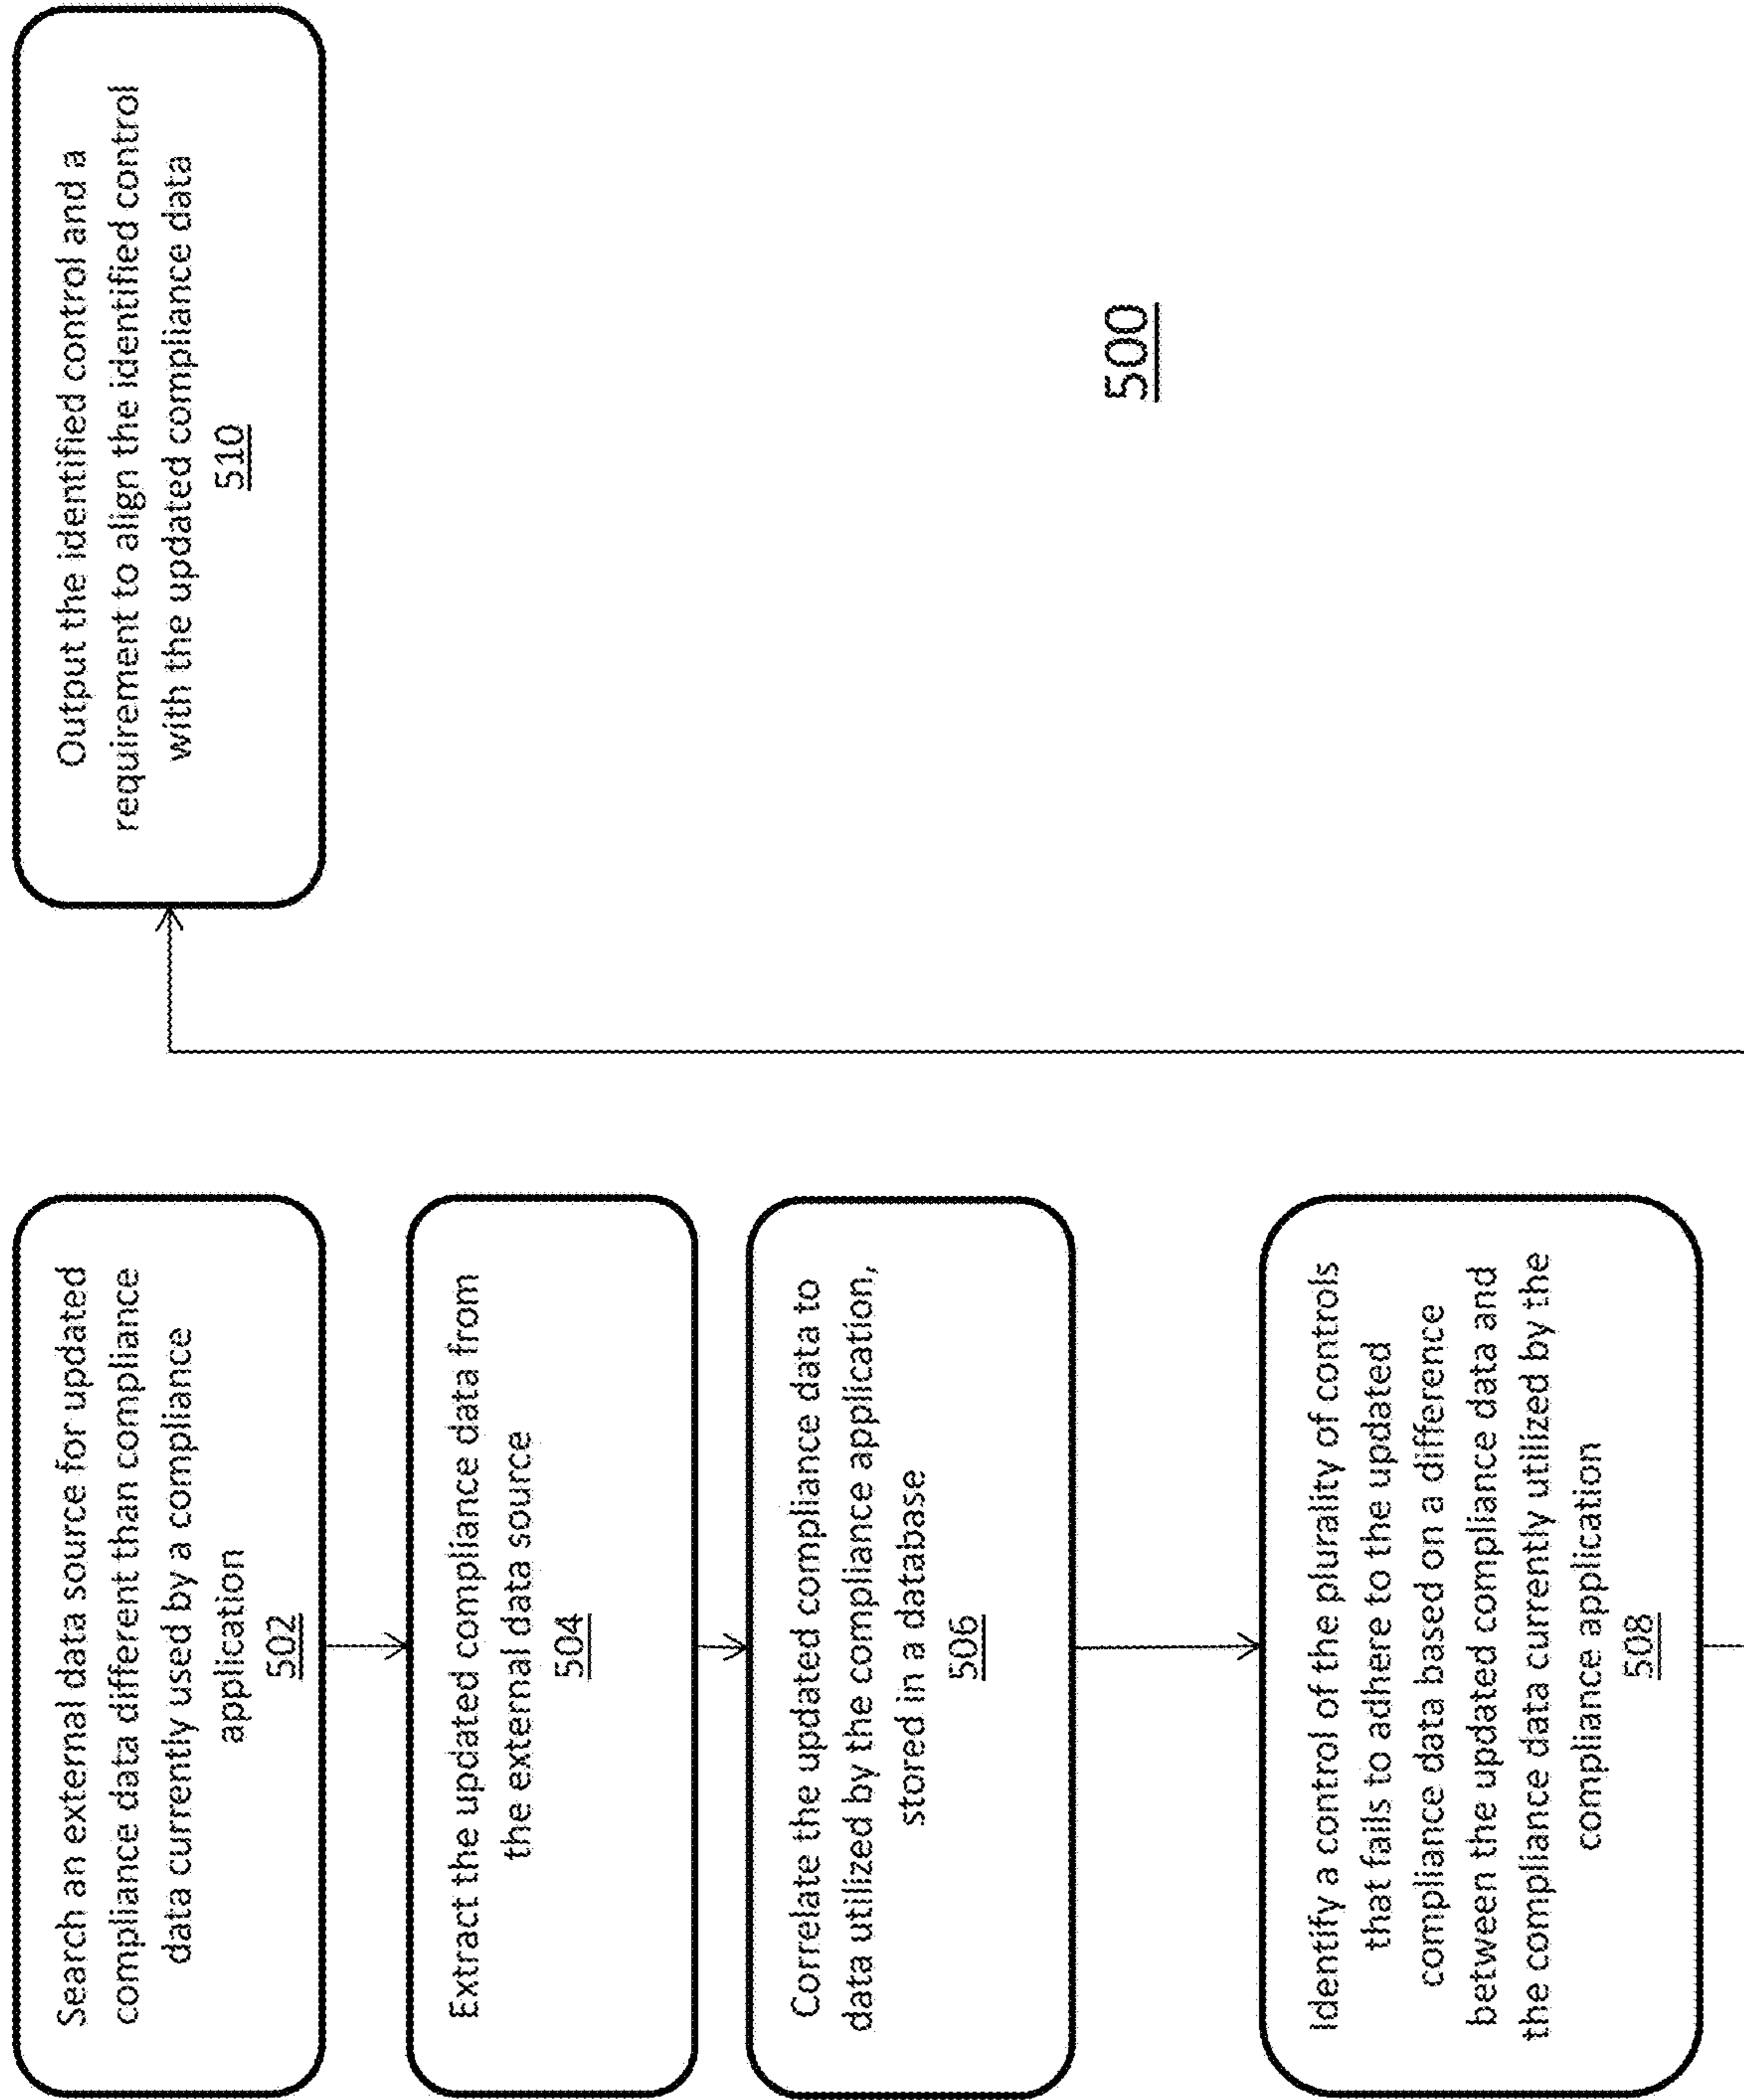 Search an external data source for updated
compliance data different than compliance
data currently used by a compliance
application
502
Extract the updated compliance data from
the external data source
504
Correlate the updated compliance data to
data utilized by the compliance application,
stored in a database
506
Identify a control of the plurality of controls
that fails to adhere to the updated
compliance data based on a difference
between the updated compliance data and
the compliance data currently utilized by the
compliance application
508
Output the identified control and a
requirement to align the identified control
with the updated compliance data
510
500